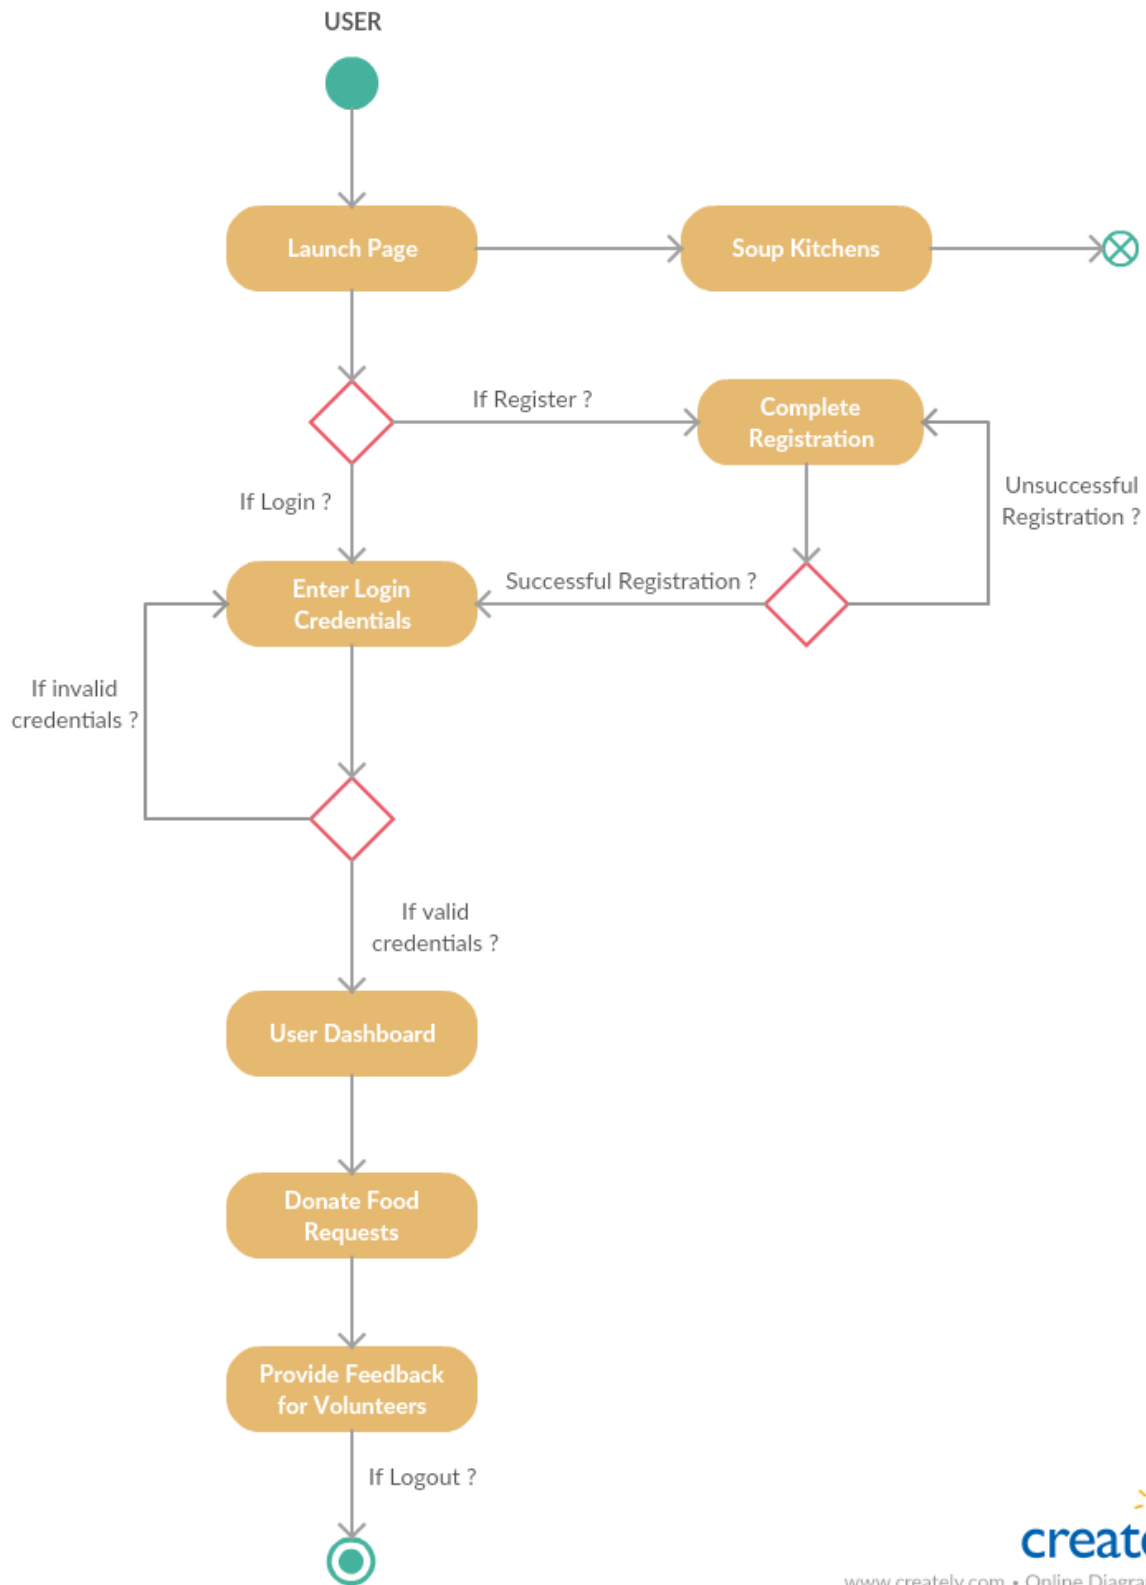 USER
Launch Page
Soup Kitchens
If Register ?
Complete
Registration
If Login ?
Unsuccessful
Registration ?
Enter Login
Credentials
Successful Registration ?
If invalid
credentials ?
If valid
credentials ?
User Dashboard
Donate Food
Requests
Provide Feedback
for Volunteers
If Logout ?
www.creately.com • Online